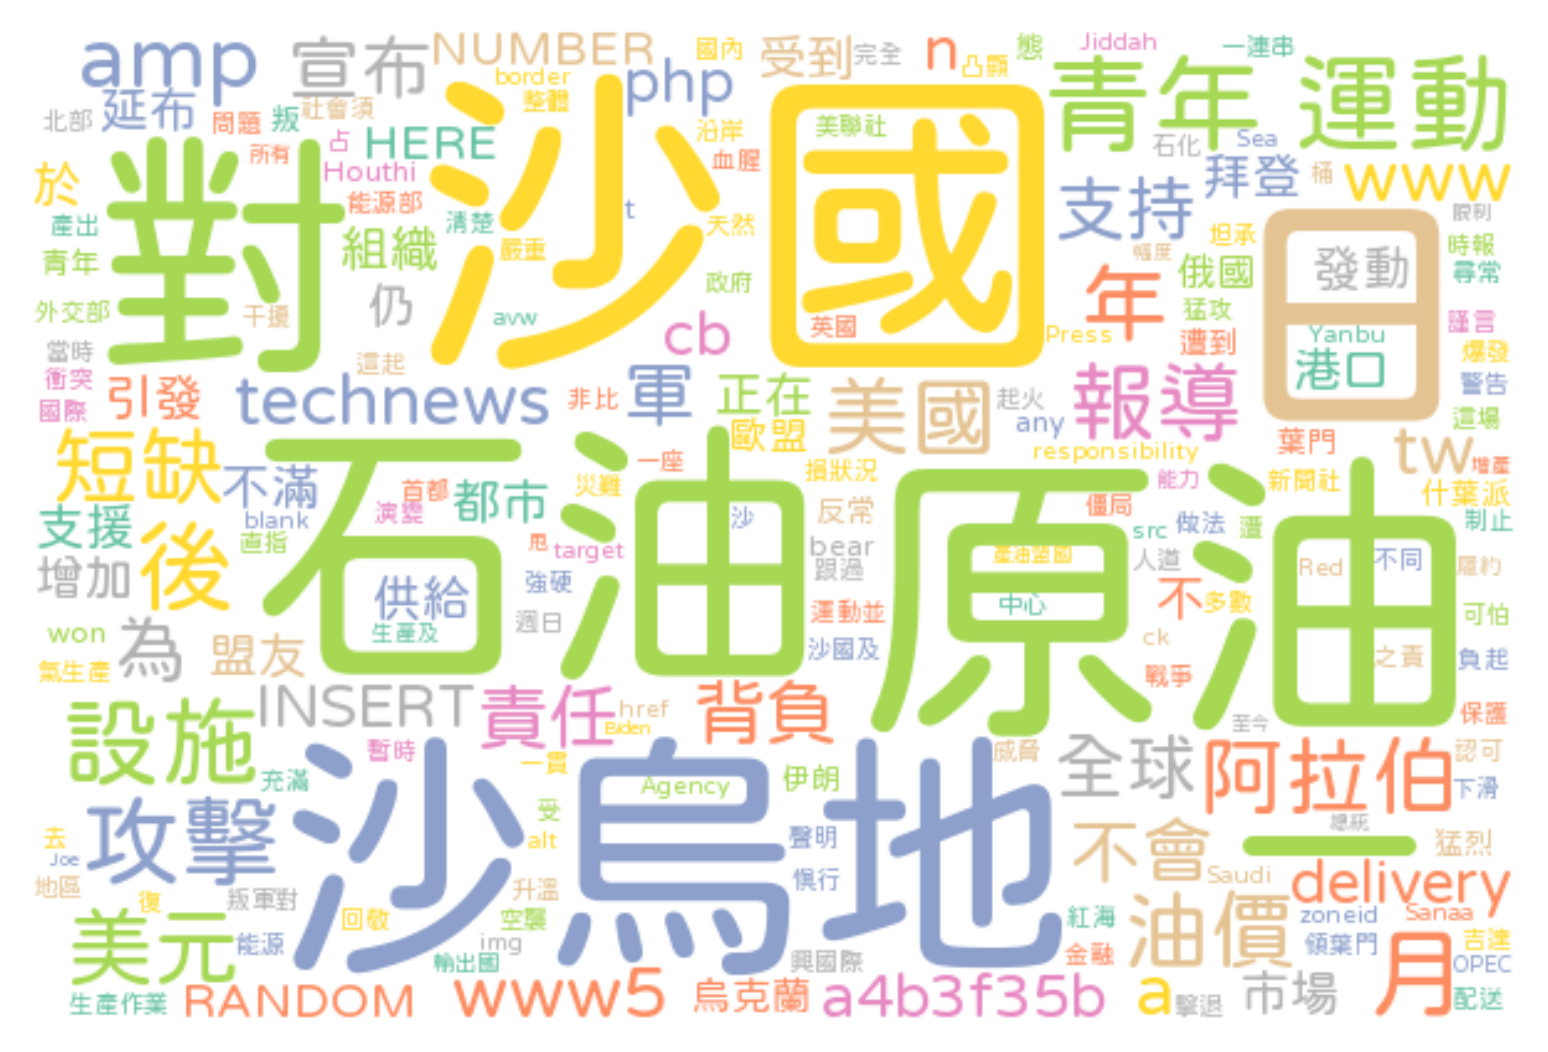 amp 宣布 NUMBER 國內 受到 完全 n 態 Jiddah 一連串
border php 凸顯 青年 運動
北部 延布 問題 叛 社會須 整體 沿岸 美聯社 石化 Sea
占 HERE 對 沙 國
於 所有 Houthi 血腥 支持 拜登 桶 www
產出 能源部 清楚 t 天然 坦承 限制
青年 組織 嚴重 幅度 俄國 日 發動 時報
外交部 干擾 仍 政府 年 猛攻 尋常
avw cb 英國 Press 遭到 Yanbu 謹言
當時 這起 港口 爆發
衝突 引發 technews 非比 軍 正在 美國 起火 報導 警告
國際 歐盟 any 這場
短缺 不滿 一座 損狀況 responsibility 葉門 tw 增產
首都 都市 災難 能力 新聞社 什葉派
支援 blank 演變 石油 沙 反常 原油 僵局 src 做法 遭 制止
後 直指 甩 target bear 產油盟國 人道 Red 不同 履約
增加 供給 強硬 跟過 中心 不 多數
won 為 生產及 週日 運動並 可怕
氣生產 盟友 沙國及 ck 戰爭 之責 負起
設施 INSERT 責任 href 背負 至今 保護
暫時 Biden 威脅 全球 阿拉伯 認可
充滿 一貫 Agency 伊朗 下滑
攻擊 沙烏地 受 聲明 總統 一
去 alt 不會 猛烈
Joe 慎行 Saudi delivery
地區 復 叛軍對 升溫
美元 回敬 空襲 紅海 油價 zoneid Sanaa
能源 img 金融 領葉門 月 吉達
輸出國 興國際 OPEC
生產作業 RANDOM www5 烏克蘭 a4b3f35b a 擊退 市場 配送